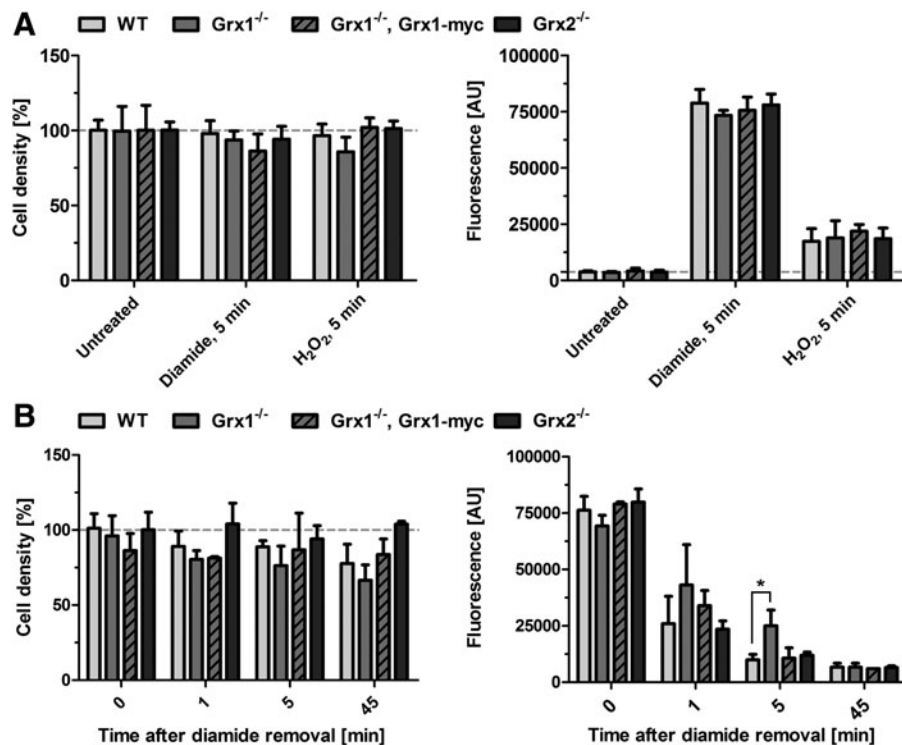 A
WT Grx1-/- Grx1-/-, Grx1-myc Grx2-/-
Cell density [%]
150
100
50
0
Untreated
Diamide, 5 min
H2O2, 5 min
Fluorescence [AU]
100000
75000
50000
25000
0
Untreated
Diamide, 5 min
H2O2, 5 min
B
WT Grx1-/- Grx1-/-, Grx1-myc Grx2-/-
Cell density [%]
150
100
50
0
0 1 5 45
Time after diamide removal [min]
Fluorescence [AU]
100000
75000
50000
25000
0
*
0 1 5 45
Time after diamide removal [min]